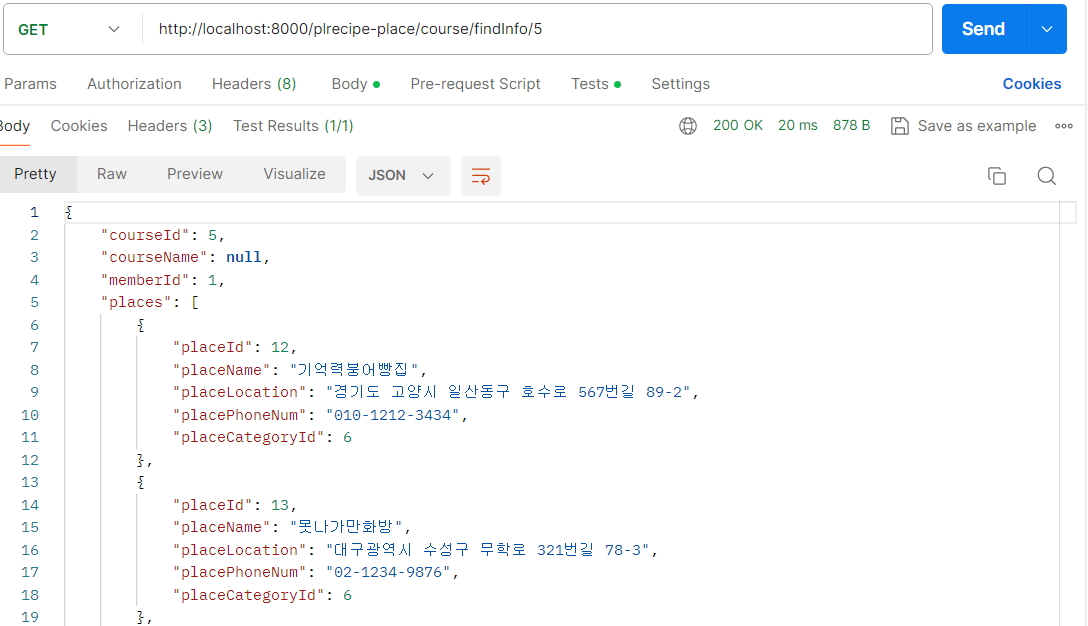 GET http://localhost:8000/plrecipe-place/course/findInfo/5 Send
Params Authorization Headers (8) Body Pre-request Script Tests Settings Cookies
Body Cookies Headers (3) Test Results (1/1) 200 OK 20 ms 878 B Save as example
Pretty Raw Preview Visualize JSON
1 {
2 "courseId": 5,
3 "courseName": null,
4 "memberId": 1,
5 "places": [
6 {
7 "placeId": 12,
8 "placeName": "기억력붕어빵집",
9 "placeLocation": "경기도 고양시 일산동구 호수로 567번길 89-2",
10 "placePhoneNum": "010-1212-3434",
11 "placeCategoryId": 6
12 },
13 {
14 "placeId": 13,
15 "placeName": "못나가만화방",
16 "placeLocation": "대구광역시 수성구 무학로 321번길 78-3",
17 "placePhoneNum": "02-1234-9876",
18 "placeCategoryId": 6
19 },